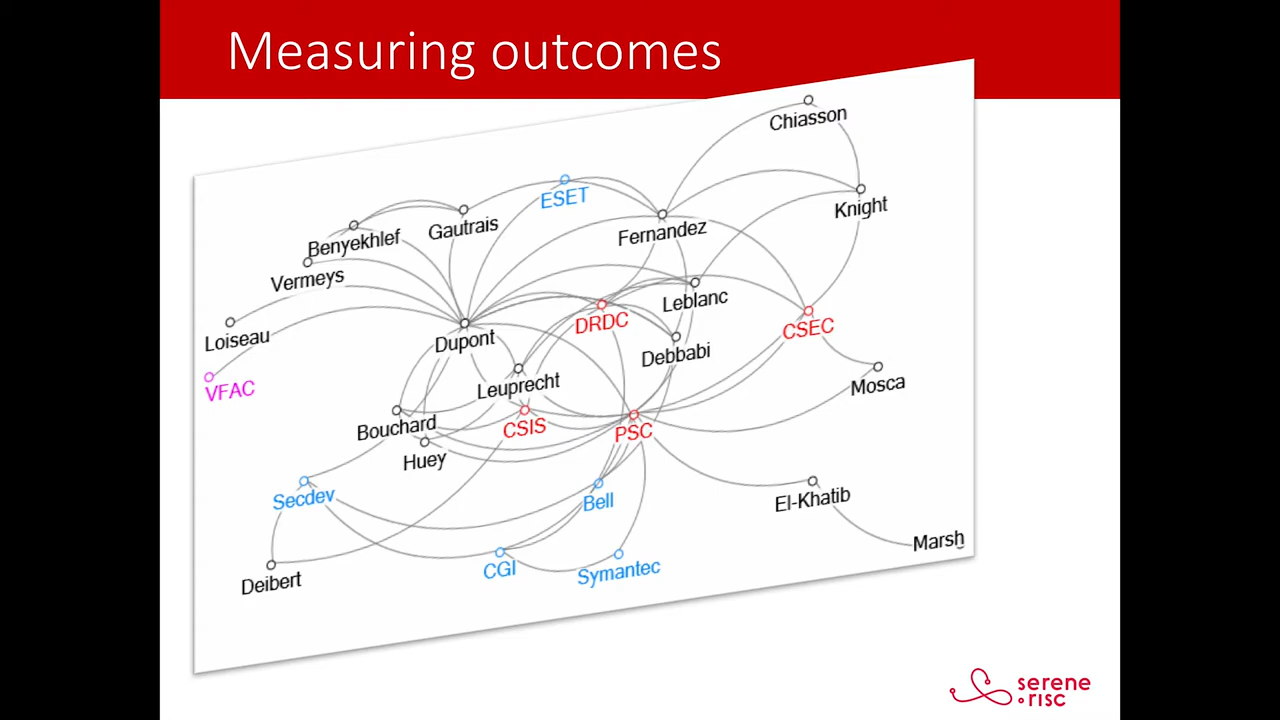 Measuring outcomes
Chiasson
ESET
Knight
Gautrais
Fernandez
Benyekhlef
Vermeys
Leblanc
Loiseau
DRDC
CSEC
Dupont
Debbabi
VFAC
Leuprecht
Mosca
Bouchard
CSIS
PSC
Huey
Secdev
Bell
El-Khatib
Marsh
CGI
Symantec
Deibert
serene
risc